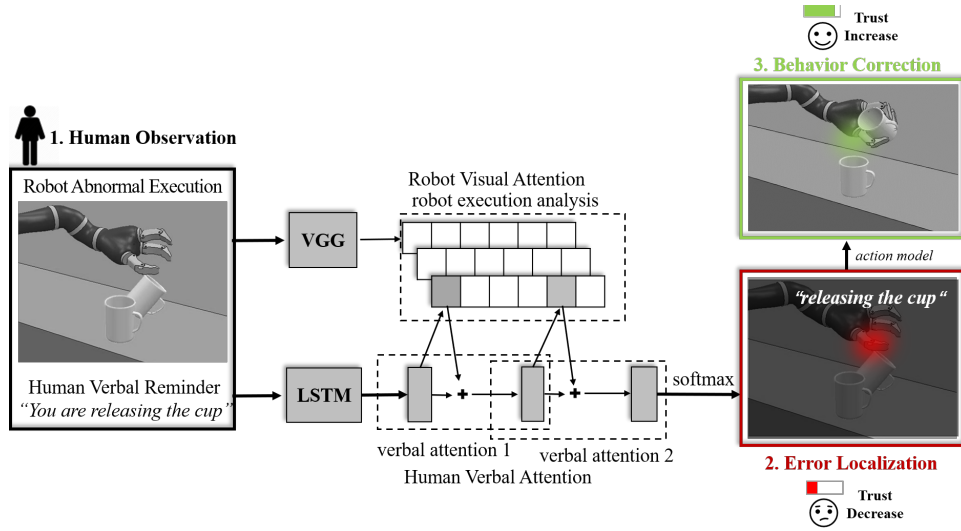 Trust
Increase
3. Behavior Correction
1. Human Observation
Robot Abnormal Execution
Robot Visual Attention
robot execution analysis
VGG
action model
“releasing the cup“
Human Verbal Reminder
“You are releasing the cup”
LSTM
+
+
softmax
verbal attention 1
verbal attention 2
Human Verbal Attention
2. Error Localization
Trust
Decrease